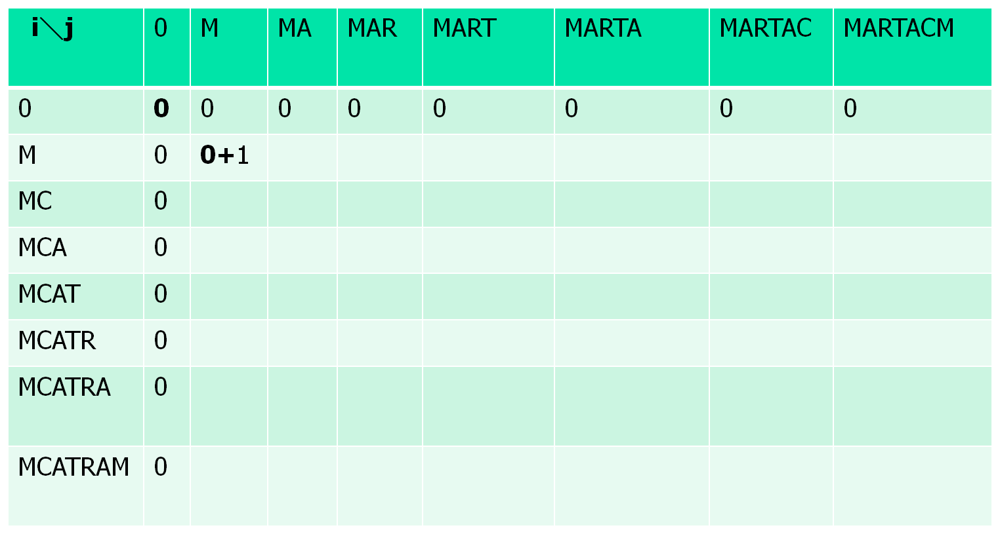 i\j 0 M MA MAR MART MARTA MARTAC MARTACM
0 0 0 0 0 0 0 0 0
M 0 0+1
MC 0
MCA 0
MCAT 0
MCATR 0
MCATRA 0
MCATRAM 0